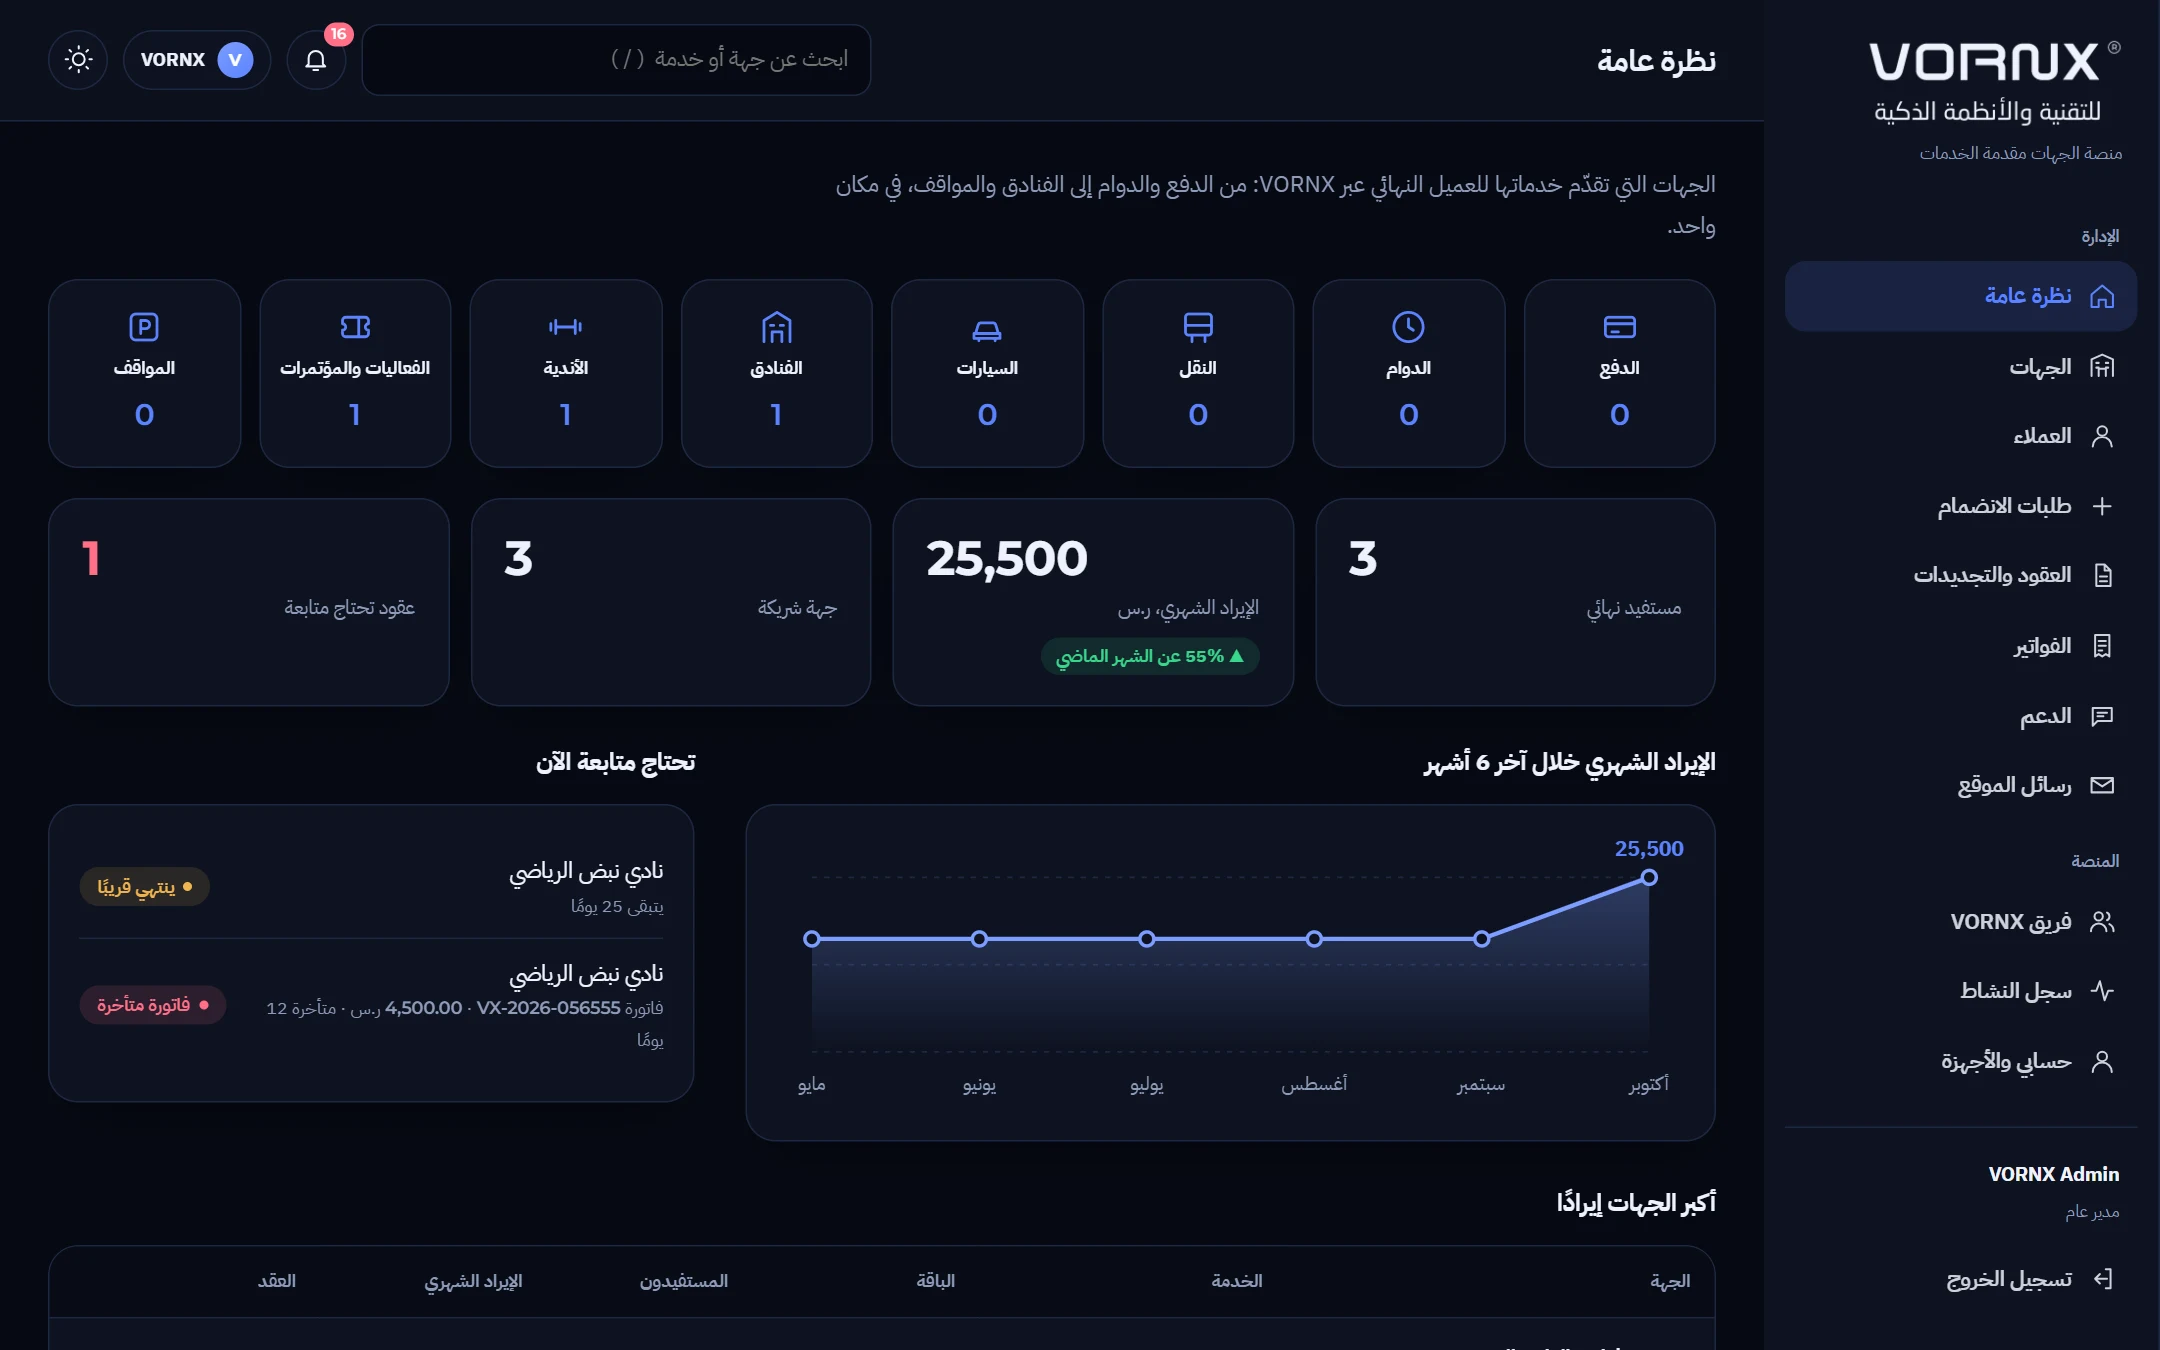 VORNX ®
للتقنية والأنظمة الذكية
منصة الجهات مقدمة الخدمات
الإدارة
نظرة عامة
الجهات
العملاء
طلبات الانضمام
العقود والتجديدات
الفواتير
الدعم
رسائل الموقع
المنصة
فريق VORNX
سجل النشاط
حسابي والأجهزة
VORNX Admin
مدير عام
تسجيل الخروج
نظرة عامة
ابحث عن جهة أو خدمة ( / )
16
V VORNX
الجهات التي تقدّم خدماتها للعميل النهائي عبر VORNX: من الدفع والدوام إلى الفنادق والمواقف، في مكان
واحد.
الدفع
0
الدوام
0
النقل
0
السيارات
0
الفنادق
1
الأندية
1
الفعاليات والمؤتمرات
1
المواقف
0
3
مستفيد نهائي
25,500
الإيراد الشهري، ر.س
▲ 55% عن الشهر الماضي
3
جهة شريكة
1
عقود تحتاج متابعة
الإيراد الشهري خلال آخر 6 أشهر
25,500
أكتوبر
سبتمبر
أغسطس
يوليو
يونيو
مايو
تحتاج متابعة الآن
نادي نبض الرياضي
يتبقى 25 يومًا
ينتهي قريبًا
نادي نبض الرياضي
فاتورة VX-2026-056555 · 4,500.00 ر.س · متأخرة 12
يومًا
فاتورة متأخرة
أكبر الجهات إيرادًا
الجهة
الخدمة
الباقة
المستفيدون
الإيراد الشهري
العقد